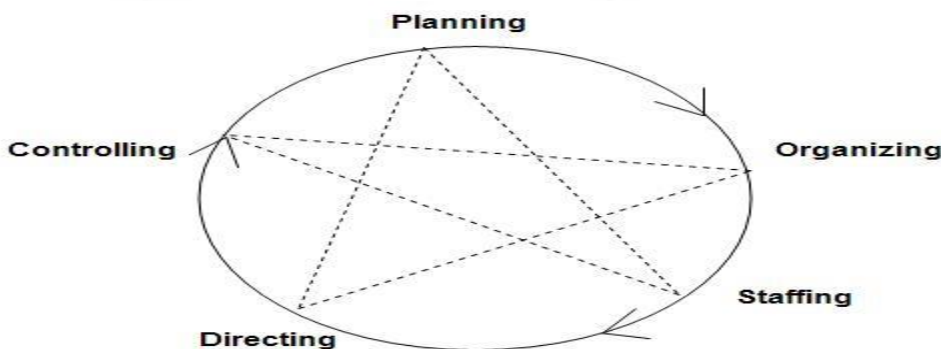 Planning
Controlling
Organizing
Staffing
Directing